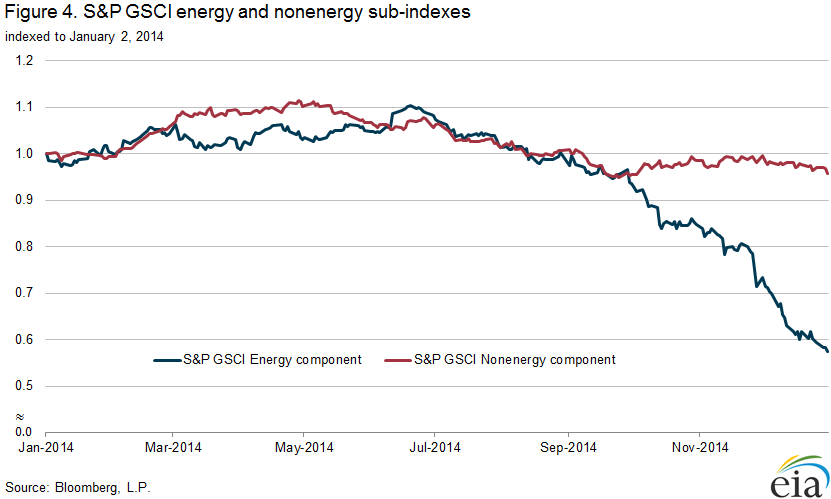 Figure 4. S&P GSCI energy and nonenergy sub-indexes
indexed to January 2, 2014
1.2
1.1
1.0
0.9
0.8
0.7
0.6
0.5
≈
0.0
S&P GSCI Energy component
S&P GSCI Nonenergy component
Jan-2014
Mar-2014
May-2014
Jul-2014
Sep-2014
Nov-2014
Source: Bloomberg, L.P.
eia